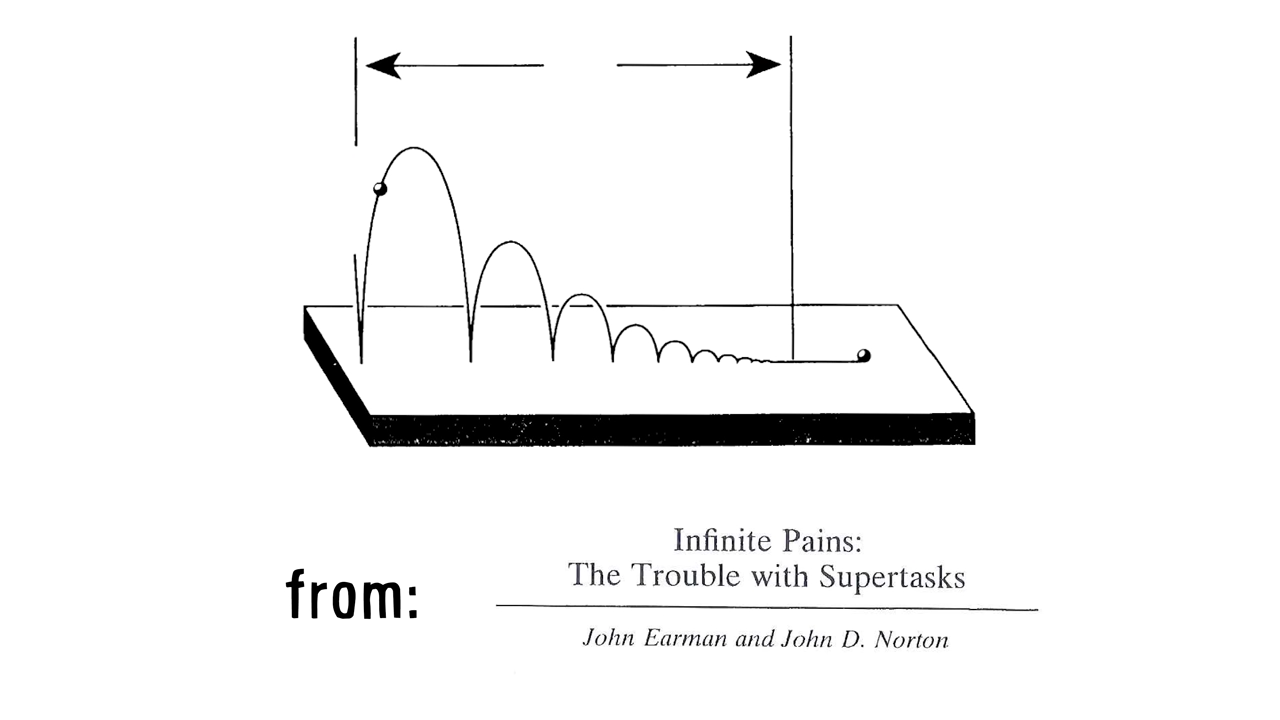 from:
Infinite Pains:
The Trouble with Supertasks
John Earman and John D. Norton